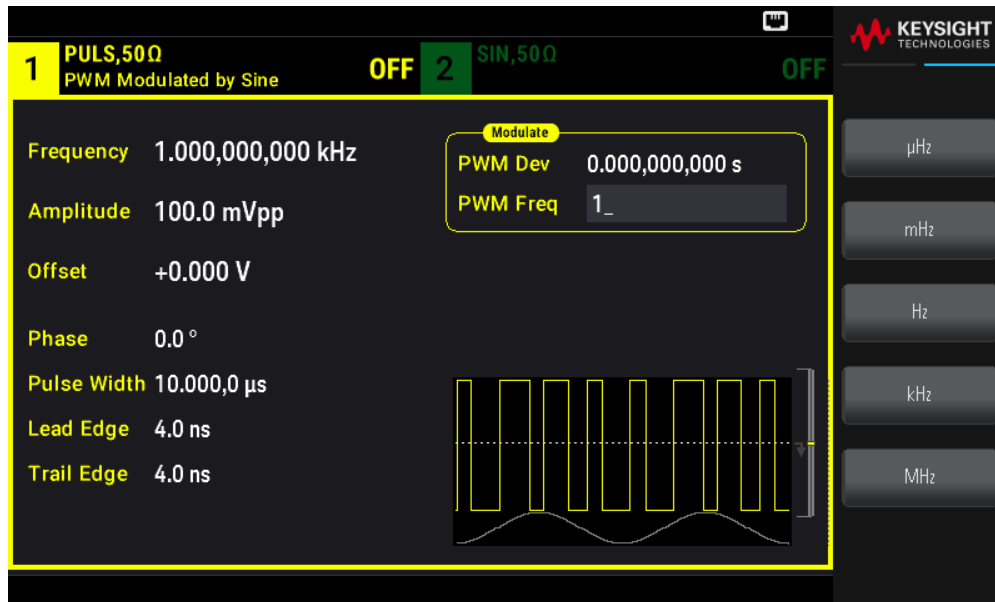 KEYSIGHT
TECHNOLOGIES
1 PULS,50Ω
PWM Modulated by Sine
OFF
2 SIN,50Ω
OFF
Frequency 1.000,000,000 kHz
Amplitude 100.0 mVpp
Offset +0.000 V
Phase 0.0 °
Pulse Width 10.000,0 µs
Lead Edge 4.0 ns
Trail Edge 4.0 ns
Modulate
PWM Dev 0.000,000,000 s
PWM Freq 1_
µHz
mHz
Hz
kHz
MHz